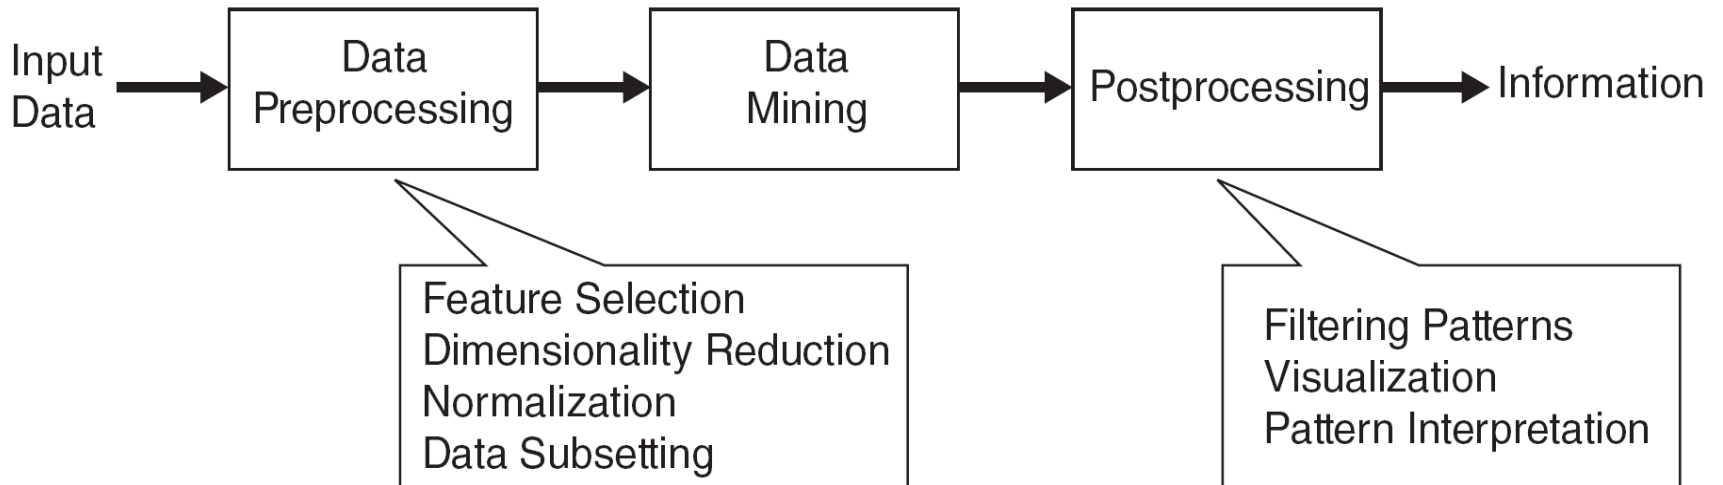 Input
Data
Data
Preprocessing
Data
Mining
Postprocessing
Information
Feature Selection
Dimensionality Reduction
Normalization
Data Subsetting
Filtering Patterns
Visualization
Pattern Interpretation